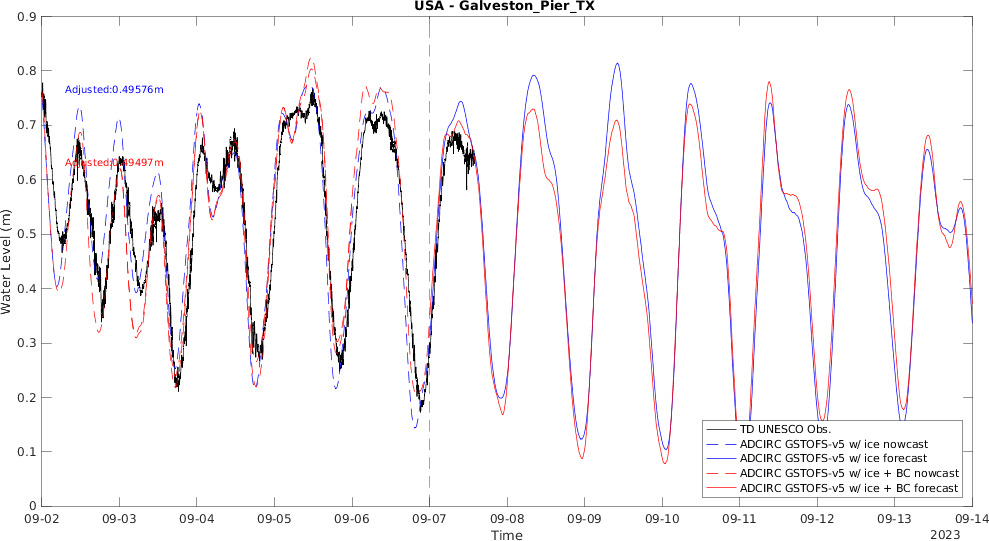 USA - Galveston_Pier_TX
0.9
0.8
0.7
0.6
0.5
0.4
0.3
0.2
0.1
0
Water Level (m)
Adjusted:0.49576m
Adjusted:0.49497m
TD UNESCO Obs.
ADCIRC GSTOFS-v5 w/ ice nowcast
ADCIRC GSTOFS-v5 w/ ice forecast
ADCIRC GSTOFS-v5 w/ ice + BC nowcast
ADCIRC GSTOFS-v5 w/ ice + BC forecast
09-02 09-03 09-04 09-05 09-06 09-07 09-08 09-09 09-10 09-11 09-12 09-13 09-14
Time
2023